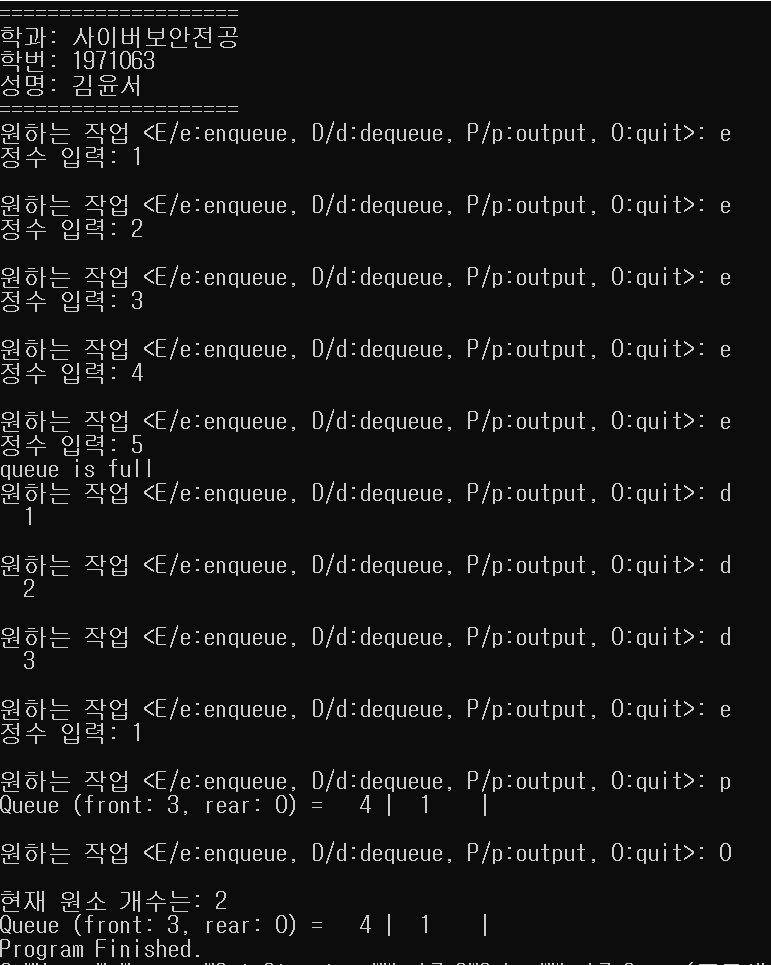 ====================
학과: 사이버보안전공
학번: 1971063
성명: 김윤서
====================
원하는 작업 <E/e:enqueue, D/d:dequeue, P/p:output, O:quit>: e
정수 입력: 1
원하는 작업 <E/e:enqueue, D/d:dequeue, P/p:output, O:quit>: e
정수 입력: 2
원하는 작업 <E/e:enqueue, D/d:dequeue, P/p:output, O:quit>: e
정수 입력: 3
원하는 작업 <E/e:enqueue, D/d:dequeue, P/p:output, O:quit>: e
정수 입력: 4
원하는 작업 <E/e:enqueue, D/d:dequeue, P/p:output, O:quit>: e
정수 입력: 5
queue is full
원하는 작업 <E/e:enqueue, D/d:dequeue, P/p:output, O:quit>: d
1
원하는 작업 <E/e:enqueue, D/d:dequeue, P/p:output, O:quit>: d
2
원하는 작업 <E/e:enqueue, D/d:dequeue, P/p:output, O:quit>: d
3
원하는 작업 <E/e:enqueue, D/d:dequeue, P/p:output, O:quit>: e
정수 입력: 1
원하는 작업 <E/e:enqueue, D/d:dequeue, P/p:output, O:quit>: p
Queue (front: 3, rear: 0) =   4 |  1    |
원하는 작업 <E/e:enqueue, D/d:dequeue, P/p:output, O:quit>: O
현재 원소 개수는: 2
Queue (front: 3, rear: 0) =   4 |  1    |
Program Finished.